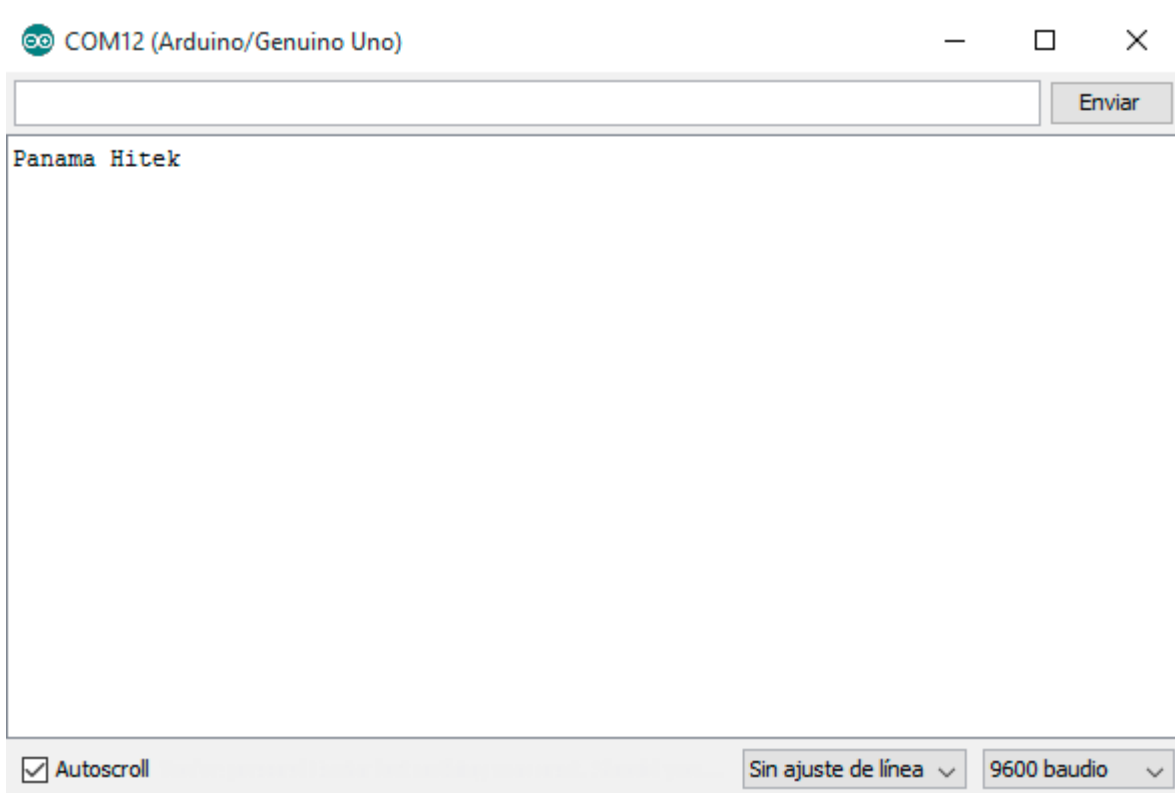 COM12 (Arduino/Genuino Uno)
Enviar
Panama Hitek
Autoscroll
Sin ajuste de línea
9600 baudio